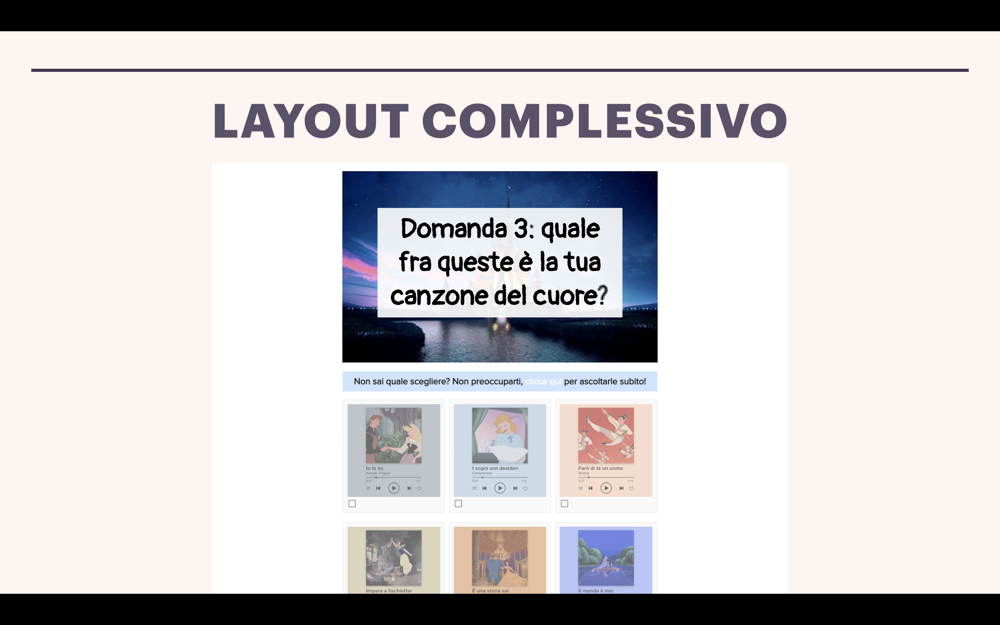 LAYOUT COMPLESSIVO
Domanda 3: quale
fra queste è la tua
canzone del cuore?
Non sai quale scegliere? Non preoccuparti, clicca qui per ascoltarle subito!
Io lo so
Aurora, Filippo
0:37 1:57
I sogni son desideri
Cenerentola
0:37 3:01
Farò di te un uomo
Shang
0:37 3:12
Impara a fischiettar
È una storia sai
Il mondo è mio